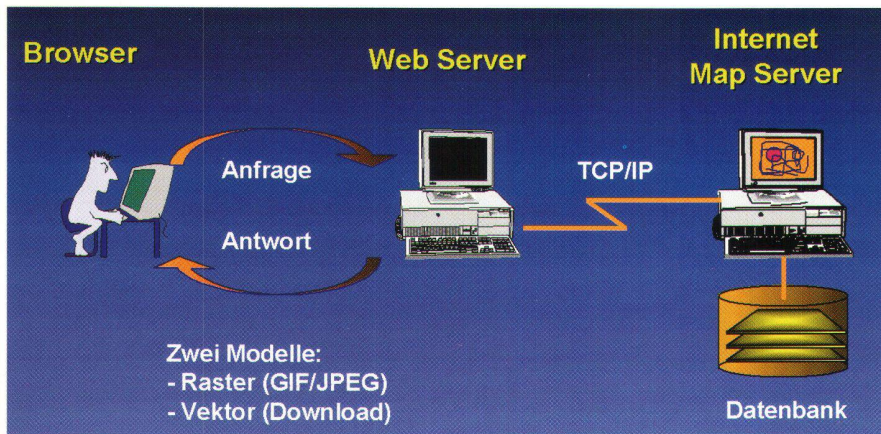 Browser
Web Server
Internet
Map Server
Anfrage
TCP/IP
Antwort
Zwei Modelle:
- Raster (GIF/JPEG)
- Vektor (Download)
Datenbank